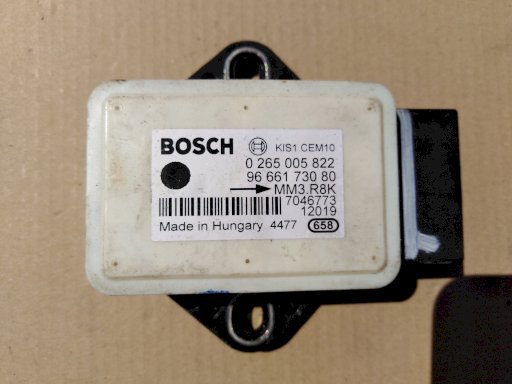 BOSCH KIS1 CEM10
0 265 005 822
96 661 730 80
MM3.R8K
7046773
12019
Made in Hungary 4477 658